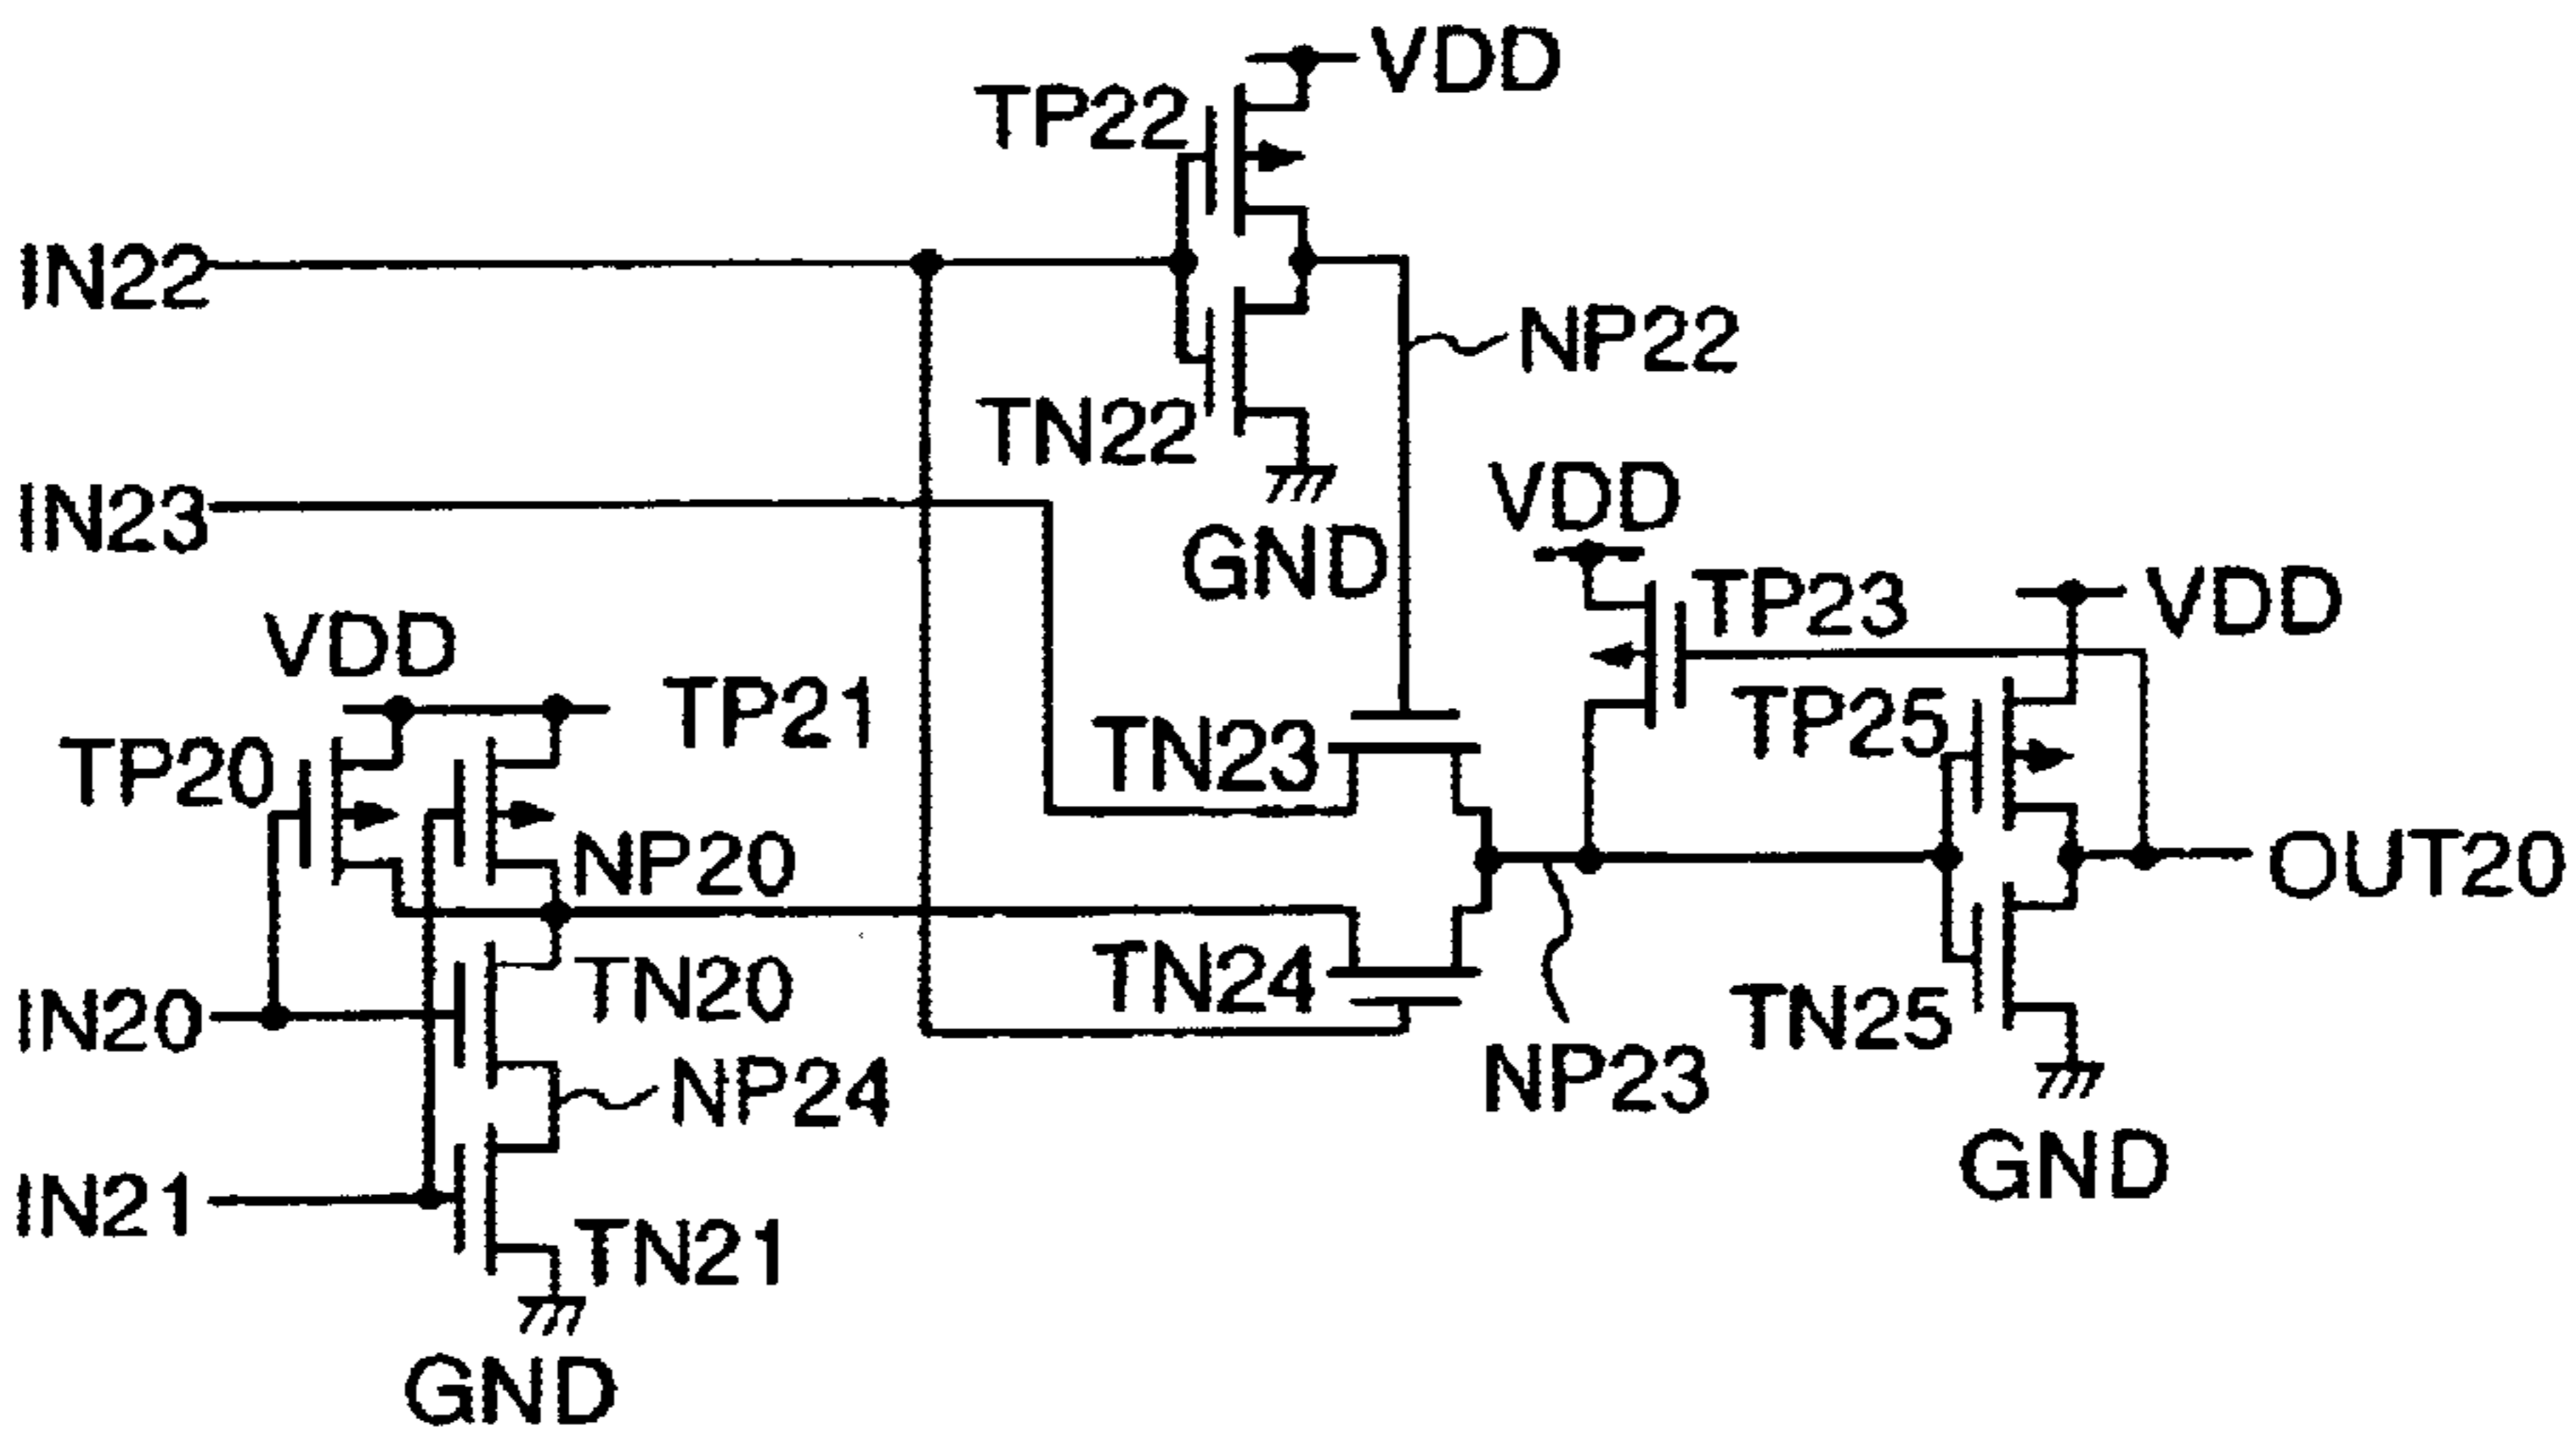 VDD
TP22
IN22
NP22
TN22
IN23
VDD
GND
TP23
VDD
VDD
TP21
TP25
TN23
TP20
NP20
OUT20
TN24
TN20
IN20
TN25
NP23
NP24
GND
IN21
TN21
GND